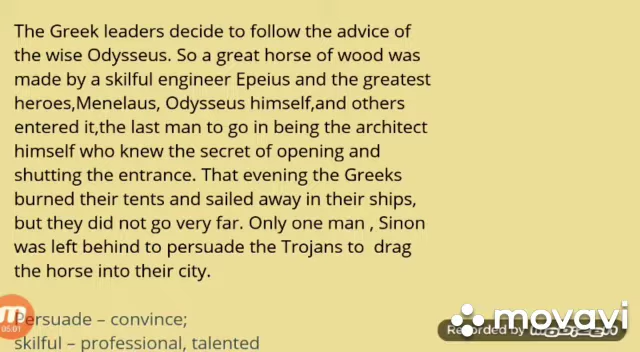 The Greek leaders decide to follow the advice of
the wise Odysseus. So a great horse of wood was
made by a skilful engineer Epeius and the greatest
heroes,Menelaus, Odysseus himself,and others
entered it,the last man to go in being the architect
himself who knew the secret of opening and
shutting the entrance. That evening the Greeks
burned their tents and sailed away in their ships,
but they did not go very far. Only one man , Sinon
was left behind to persuade the Trojans to  drag
the horse into their city.
Persuade – convince;
05:01
skilful – professional, talented
movavi